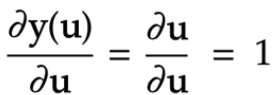 ∂y(u)/∂u = ∂u/∂u = 1